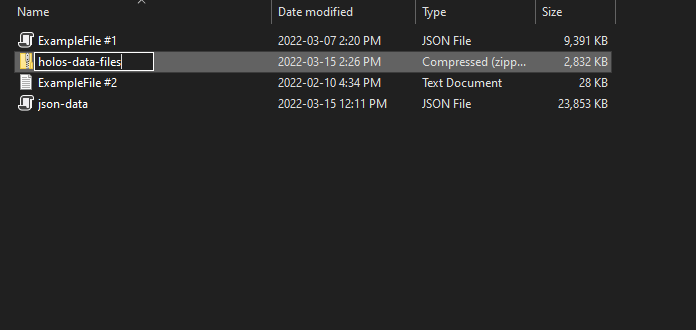 Name Date modified Type Size
ExampleFile #1 2022-03-07 2:20 PM JSON File 9,391 KB
holos-data-files 2022-03-15 2:26 PM Compressed (zipp... 2,832 KB
ExampleFile #2 2022-02-10 4:34 PM Text Document 28 KB
json-data 2022-03-15 12:11 PM JSON File 23,853 KB